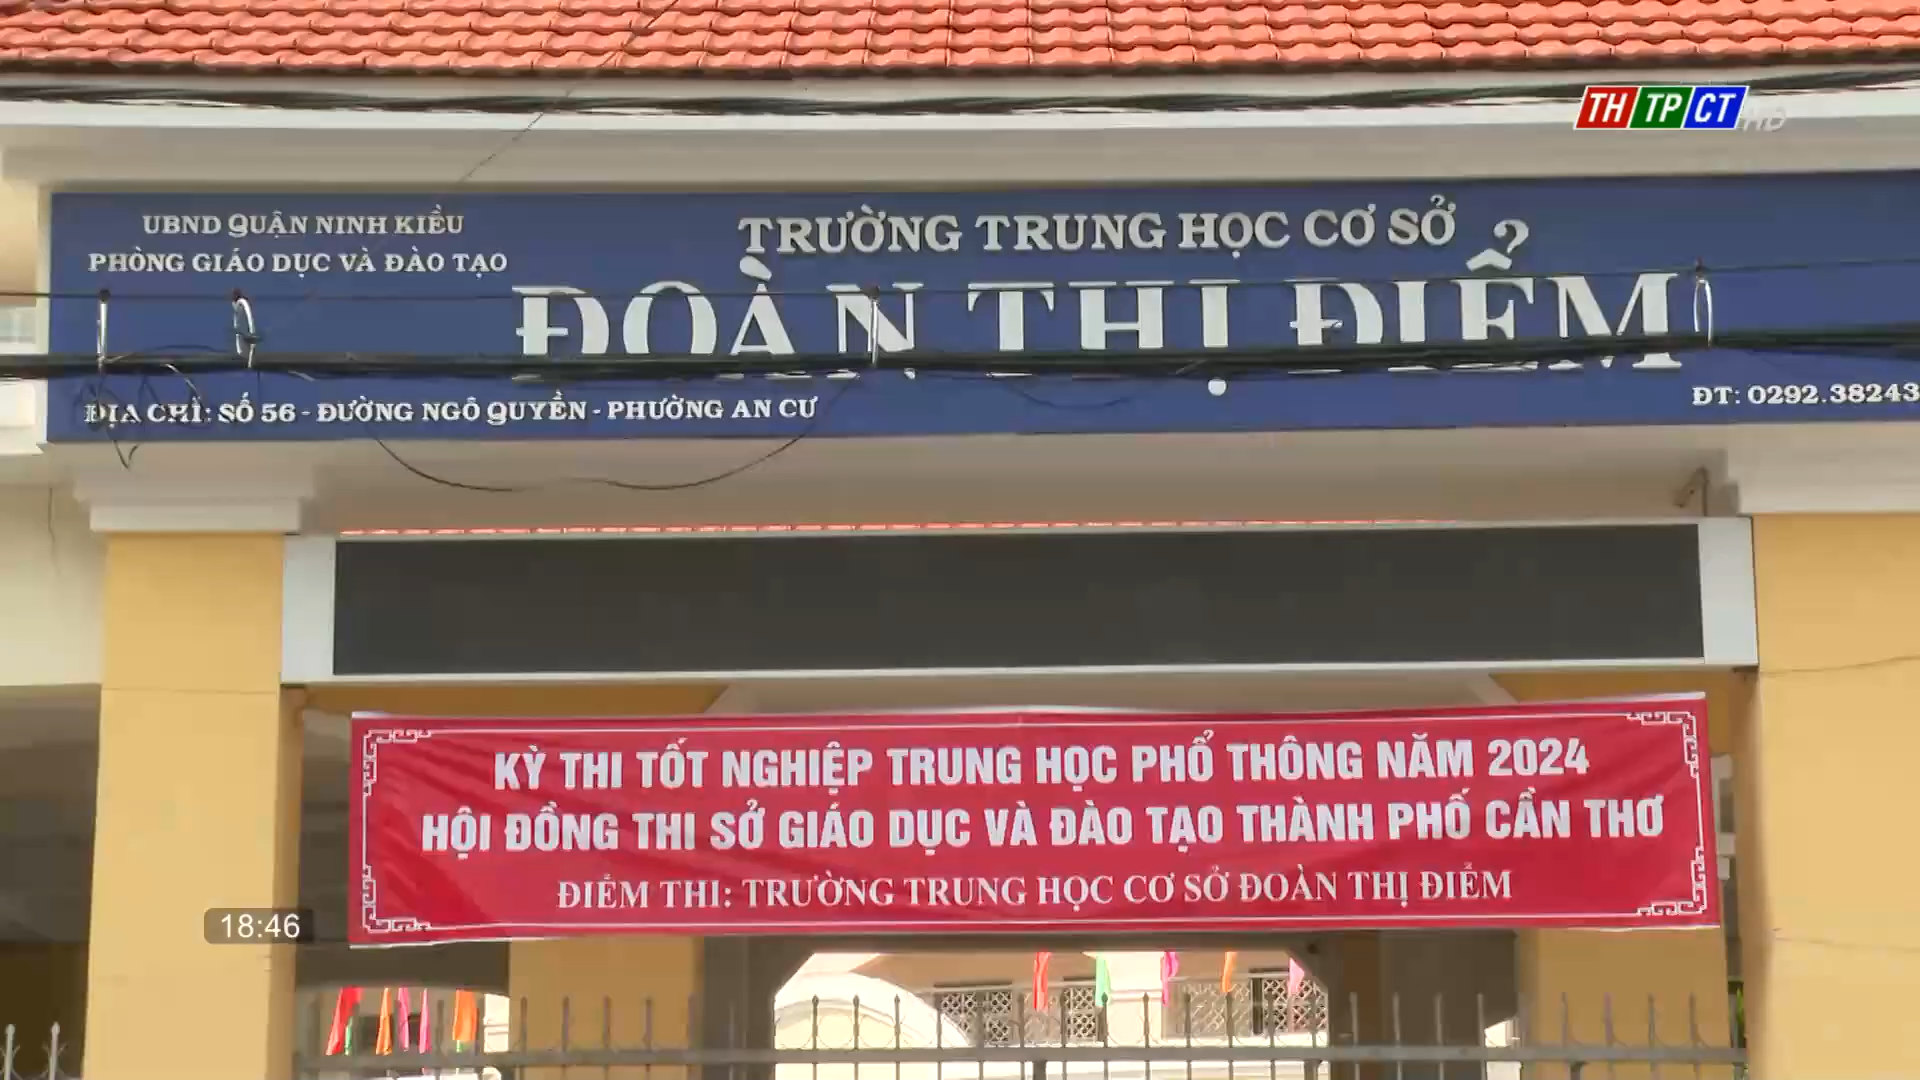 THTPCT HD
UBND QUẬN NINH KIỀU
PHÒNG GIÁO DỤC VÀ ĐÀO TẠO
TRƯỜNG TRUNG HỌC CƠ SỞ
ĐOÀN THỊ ĐIỂM
ĐỊA CHỈ: SỐ 56 - ĐƯỜNG NGÔ QUYỀN - PHƯỜNG AN CƯ
ĐT: 0292.38243
KỲ THI TỐT NGHIỆP TRUNG HỌC PHỔ THÔNG NĂM 2024
HỘI ĐỒNG THI SỞ GIÁO DỤC VÀ ĐÀO TẠO THÀNH PHỐ CẦN THƠ
ĐIỂM THI: TRƯỜNG TRUNG HỌC CƠ SỞ ĐOÀN THỊ ĐIỂM
18:46